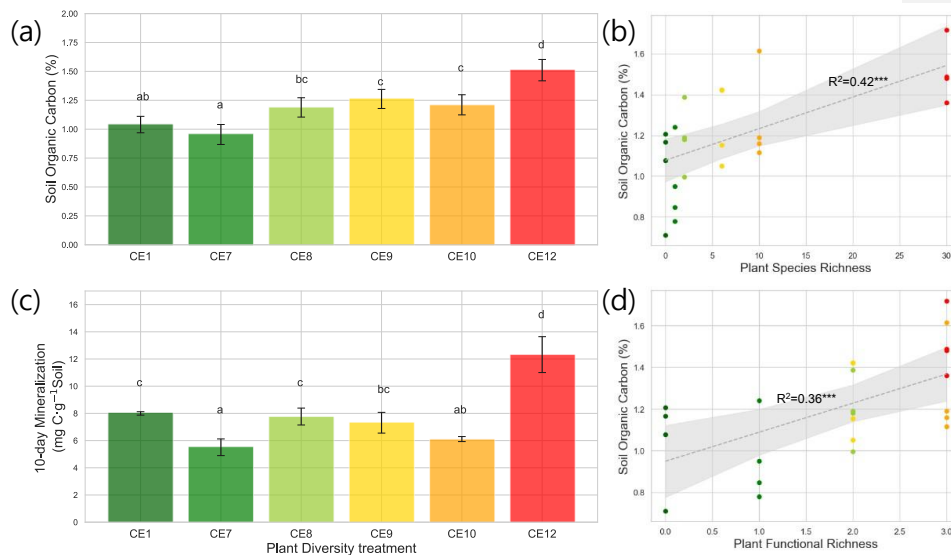 (a)
Soil Organic Carbon (%)
2.00
1.75
1.50
1.25
1.00
0.75
0.50
0.25
0.00
ab
a
bc
c
c
d
CE1 CE7 CE8 CE9 CE10 CE12
(b)
Soil Organic Carbon (%)
1.6
1.4
1.2
1.0
0.8
R²=0.42***
0 5 10 15 20 25 30
Plant Species Richness
(c)
10-day Mineralization
(mg C·g⁻¹Soil)
16
14
12
10
8
6
4
2
0
c
a
c
bc
ab
d
CE1 CE7 CE8 CE9 CE10 CE12
Plant Diversity treatment
(d)
Soil Organic Carbon (%)
1.6
1.4
1.2
1.0
0.8
R²=0.36***
0.0 0.5 1.0 1.5 2.0 2.5 3.0
Plant Functional Richness